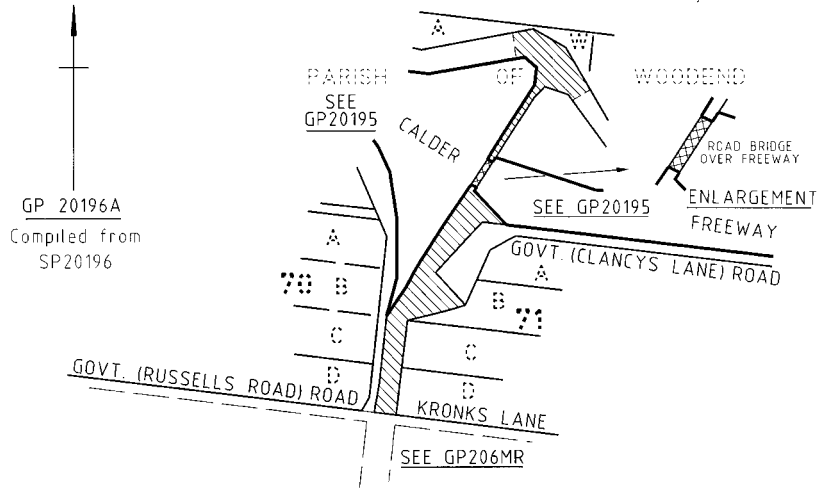 A
W
PARISH OF WOODEND
SEE
GP20195
CALDER
ROAD BRIDGE
OVER FREEWAY
ENLARGEMENT
SEE GP20195
FREEWAY
GP 20196A
Compiled from
SP20196
GOVT. (CLANCYS LANE) ROAD
A
70 B
C
D
A
B 71
C
D
GOVT. (RUSSELLS ROAD) ROAD
KRONKS LANE
SEE GP206MR